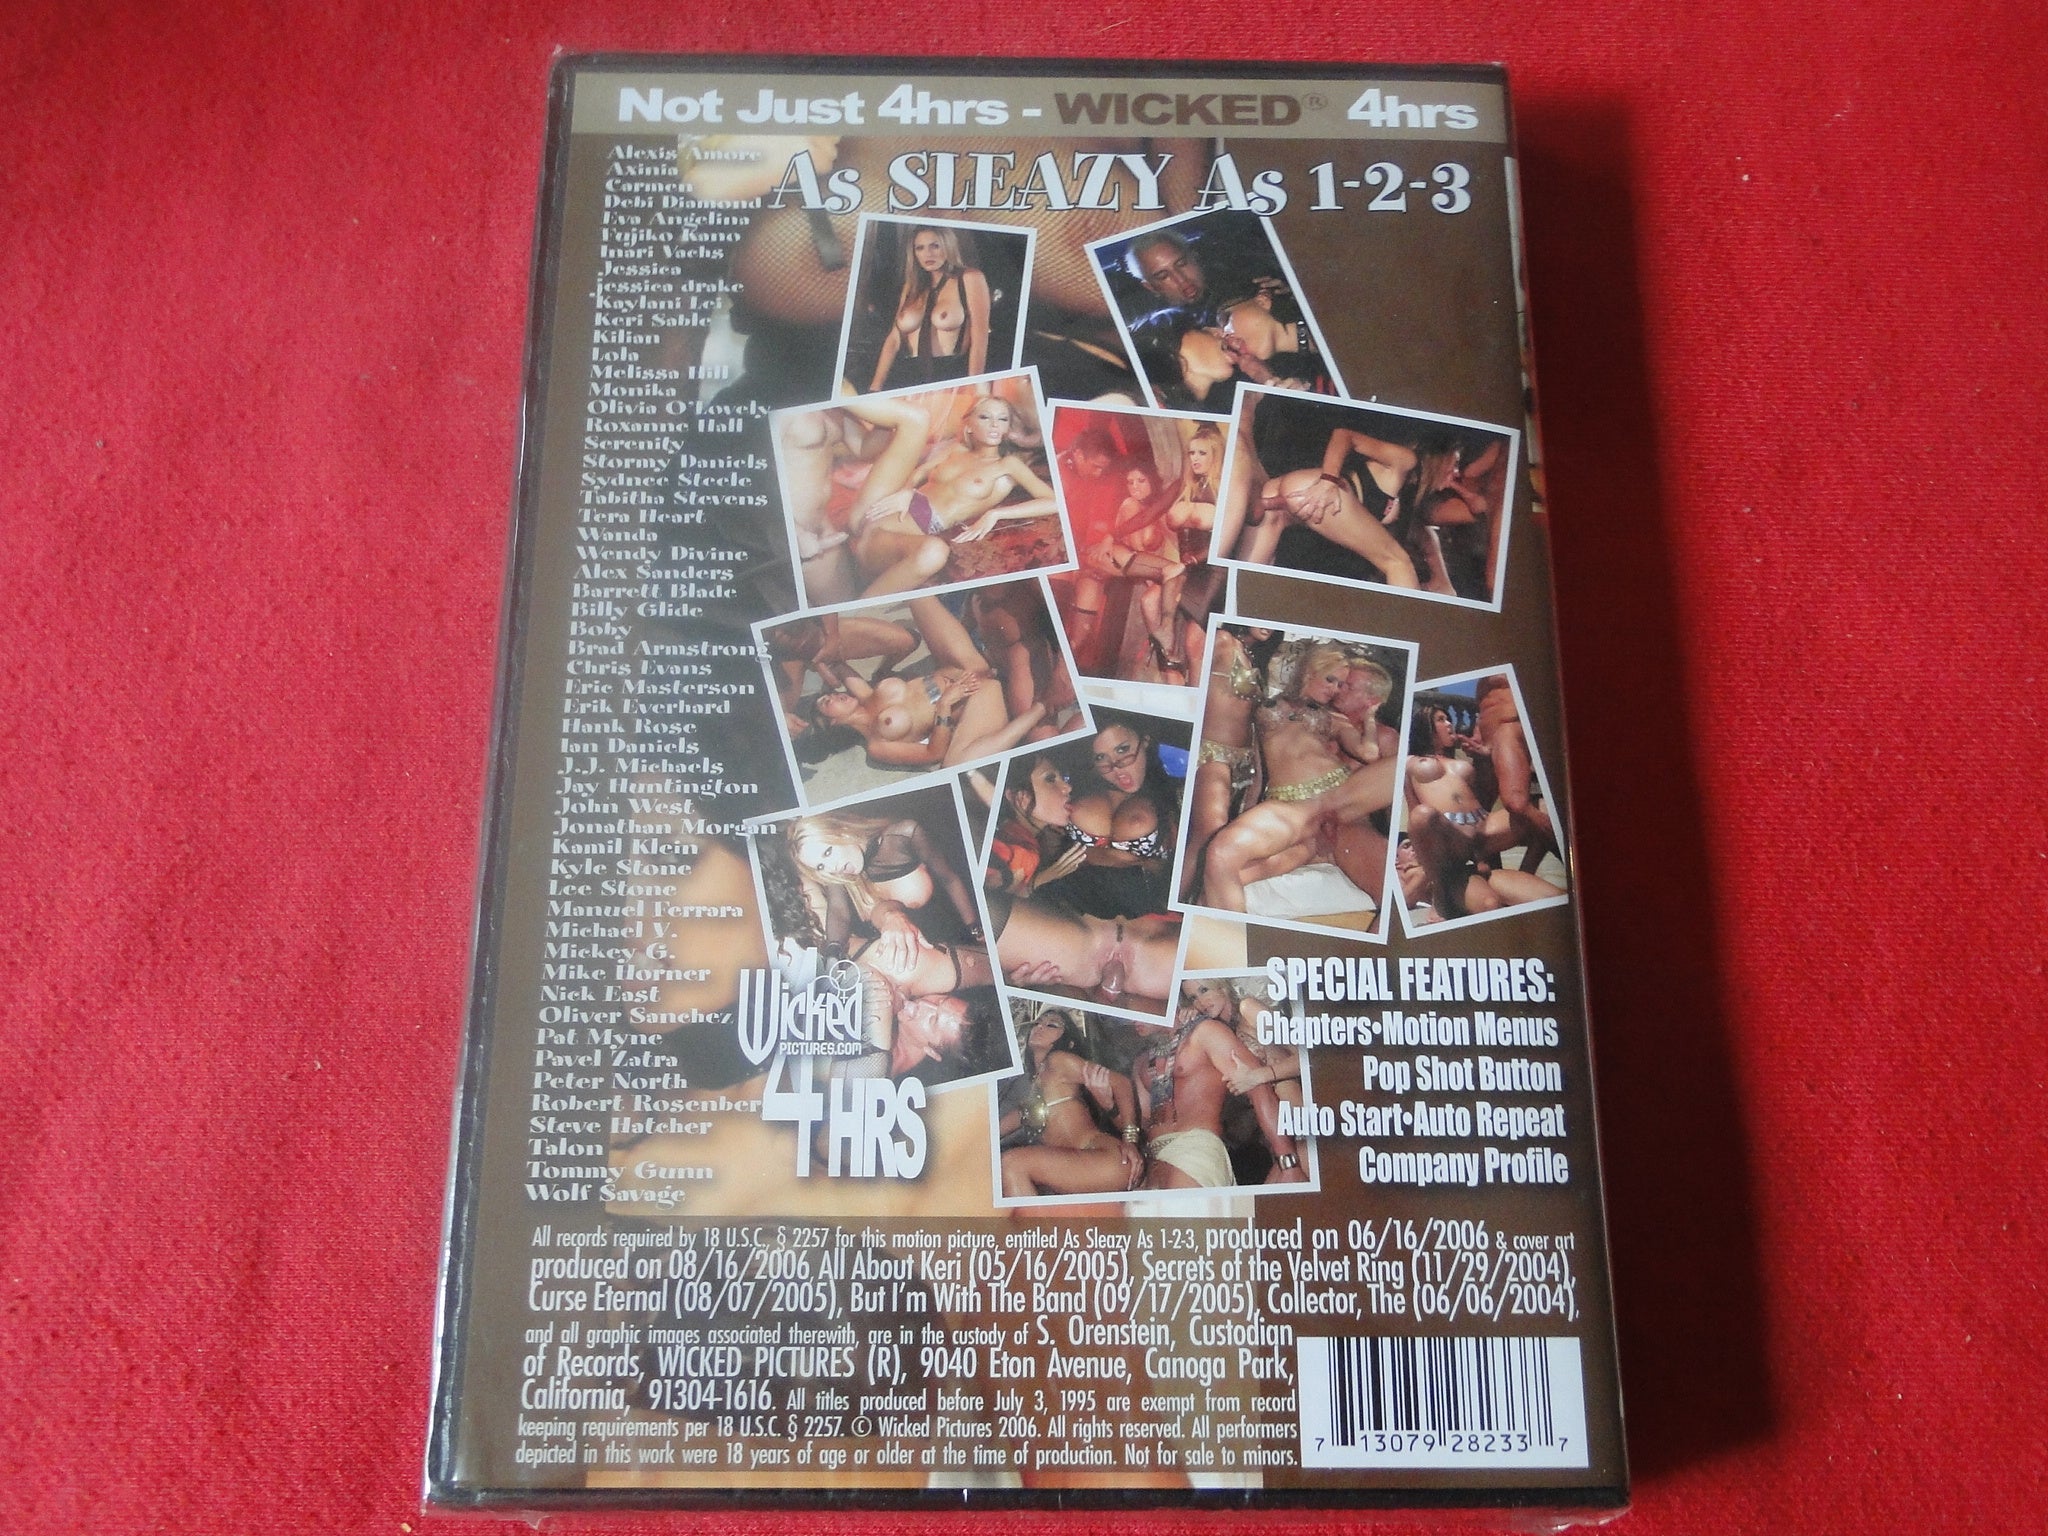 Not Just 4hrs - WICKED® 4hrs
As SLEAZY As 1-2-3
Alexis Amore
Axinia
Carmen
Debi Diamond
Eva Angelina
Fujiko Kano
Inari Vachs
Jessica
jessica drake
Kaylani Lei
Keri Sable
Kilian
Lola
Melissa Hill
Monika
Olivia O'Lovely
Roxanne Hall
Serenity
Stormy Daniels
Sydnee Steele
Tabitha Stevens
Tera Heart
Wanda
Wendy Divine
Alex Sanders
Barrett Blade
Billy Glide
Boby
Brad Armstrong
Chris Evans
Eric Masterson
Erik Everhard
Hank Rose
Ian Daniels
J.J. Michaels
Jay Huntington
John West
Jonathan Morgan
Kamil Klein
Kyle Stone
Lee Stone
Manuel Ferrara
Michael V.
Mickey G.
Mike Horner
Nick East
Oliver Sanchez
Pat Myne
Pavel Zatra
Peter North
Robert Rosenber
Steve Hatcher
Talon
Tommy Gunn
Wolf Savage
Wicked
PICTURES.COM
4 HRS
SPECIAL FEATURES:
Chapters•Motion Menus
Pop Shot Button
Auto Start•Auto Repeat
Company Profile
All records required by 18 U.S.C., § 2257 for this motion picture, entitled As Sleazy As 1-2-3, produced on 06/16/2006 & cover art
produced on 08/16/2006, All About Keri (05/16/2005), Secrets of the Velvet Ring (11/29/2004),
Curse Eternal (08/07/2005), But I'm With The Band (09/17/2005), Collector, The (06/06/2004),
and all graphic images associated therewith, are in the custody of S. Orenstein, Custodian
of Records, WICKED PICTURES (R), 9040 Eton Avenue, Canoga Park,
California, 91304-1616. All titles produced before July 3, 1995 are exempt from record
keeping requirements per 18 U.S.C. § 2257. © Wicked Pictures 2006. All rights reserved. All performers
depicted in this work were 18 years of age or older at the time of production. Not for sale to minors.
7 13079 28233 7